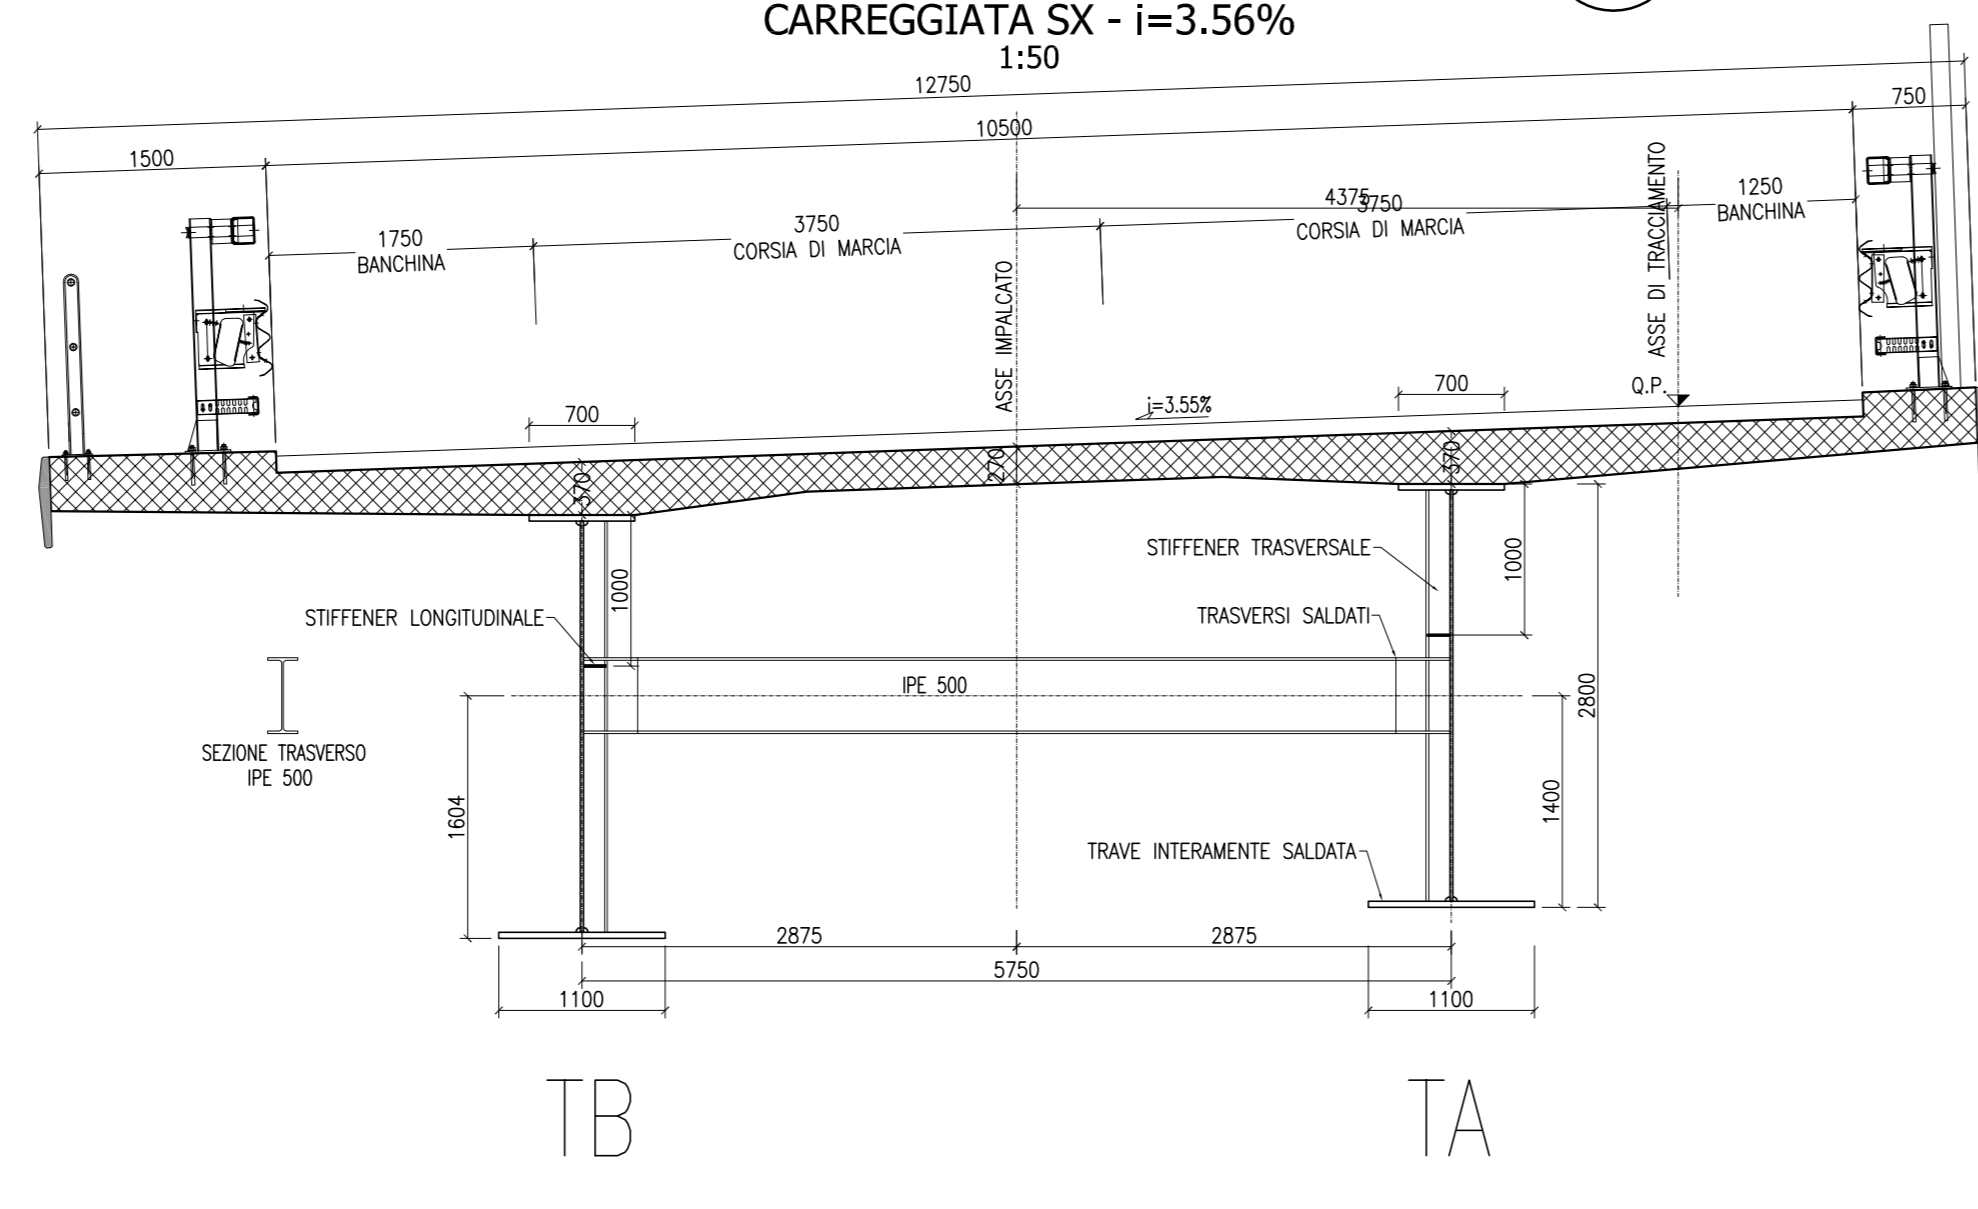 CARREGGIATA SX - i=3.56%
1:50
12750
750
10500
1500
4375
3750
CORSIA DI MARCIA
1250
BANCHINA
3750
CORSIA DI MARCIA
1750
BANCHINA
ASSE IMPALCATO
ASSE DI TRACCIAMENTO
Q.P.
i=3.55%
700
700
370
270
370
STIFFENER TRASVERSALE
1000
1000
STIFFENER LONGITUDINALE
TRASVERSI SALDATI
IPE 500
2800
SEZIONE TRASVERSO
IPE 500
1604
1400
TRAVE INTERAMENTE SALDATA
2875
2875
5750
1100
1100
TB
TA